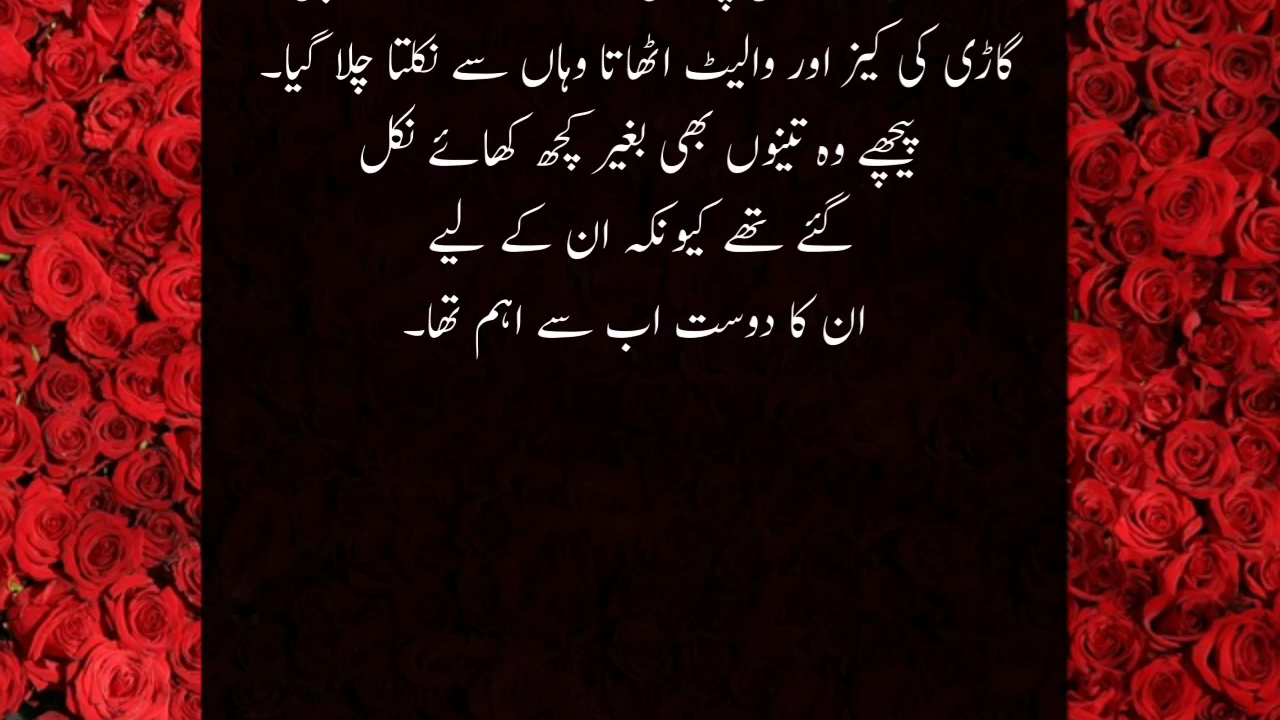 گاڑی کی کیز اور والیٹ اٹھاتا وہاں سے نکلتا چلا گیا۔
پیچھے وہ تینوں بھی بغیر کچھ کھائے نکل
گئے تھے کیونکہ ان کے لیے
ان کا دوست اب سے اہم تھا۔